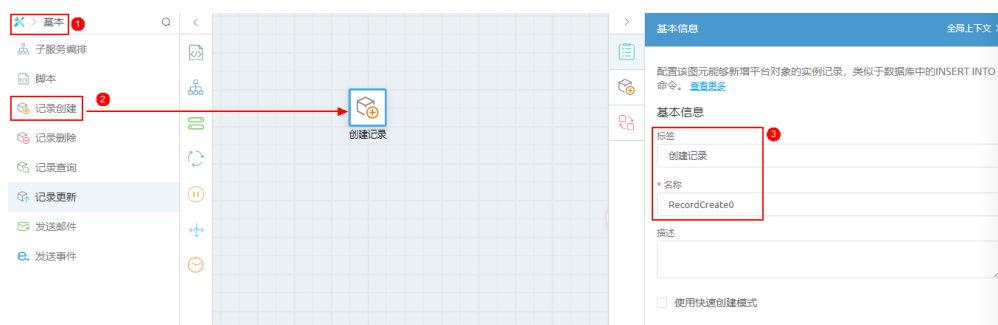 > 基本 1
子服务编排
脚本
记录创建
2
记录删除
记录查询
记录更新
发送邮件
发送事件
创建记录
基本信息 全局上下文
配置该图元能够新增平台对象的实例记录，类似于数据库中的INSERT INTO
命令。 查看更多
基本信息
标签
3
创建记录
* 名称
RecordCreate0
描述
使用快速创建模式